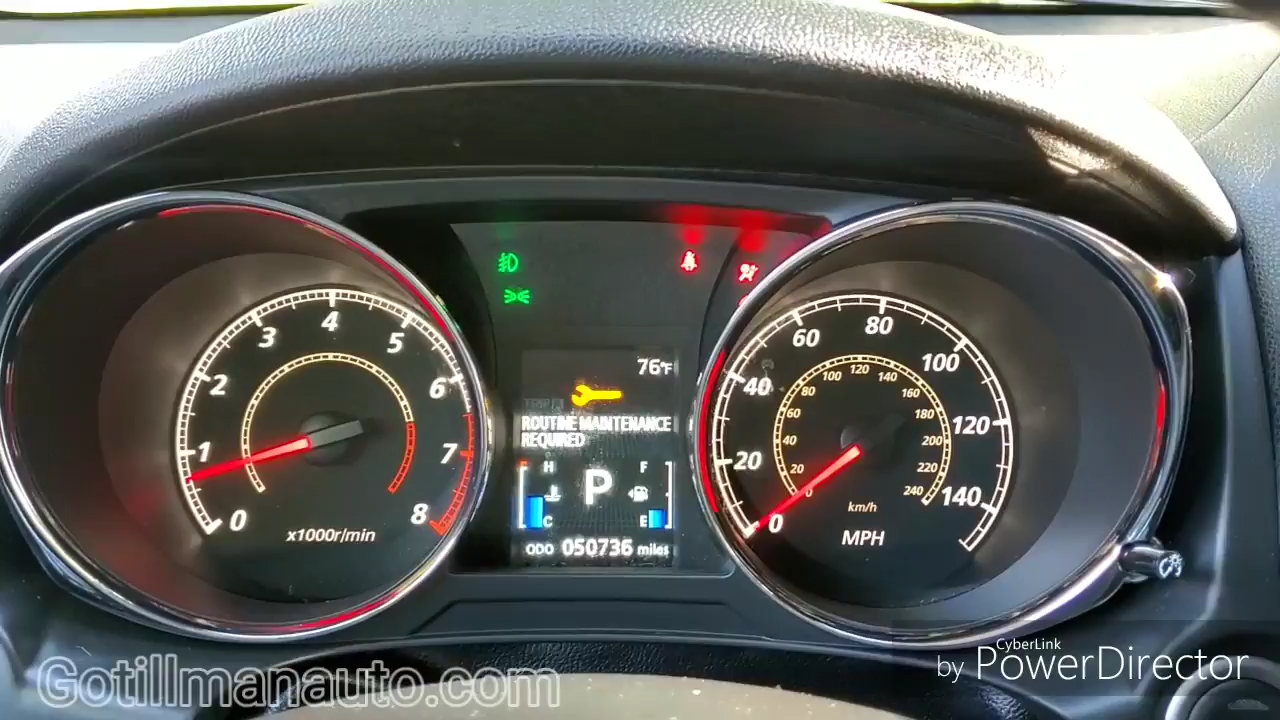 76°F
ROUTINE MAINTENANCE
REQUIRED
H
F
P
C
E
ODO 050736 miles
0
1
2
3
4
5
6
7
8
x1000r/min
0
20
40
60
80
100
120
140
0
20
40
60
80
100
120
140
160
180
200
220
240
km/h
MPH
Gotillmanauto.com
CyberLink
by PowerDirector